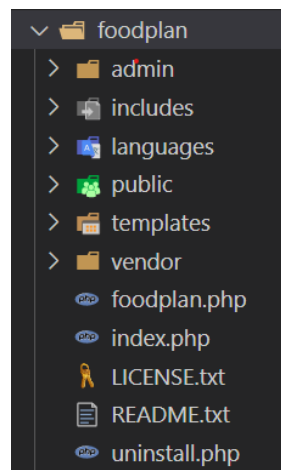 foodplan
admin
includes
languages
public
templates
vendor
foodplan.php
index.php
LICENSE.txt
README.txt
uninstall.php